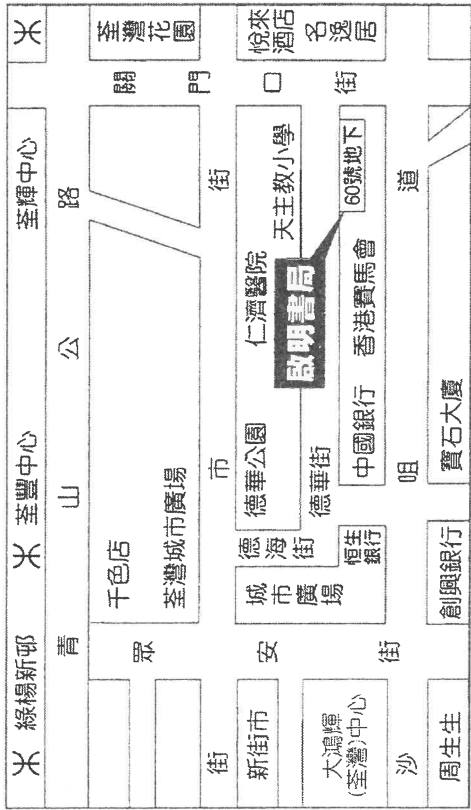 綠楊新邨
荃豐中心
荃輝中心
青山公路
千色店
荃灣城市廣場
荃灣花園
眾安街
關門口街
街市街
新街市
城市廣場
德海街
德華公園
仁濟醫院
天主教小學
悅來酒店
名逸居
啟明書局
60號地下
德華街
大鴻輝
(荃灣)中心
恒生銀行
中國銀行
香港賽馬會
沙咀道
周生生
創興銀行
寶石大廈